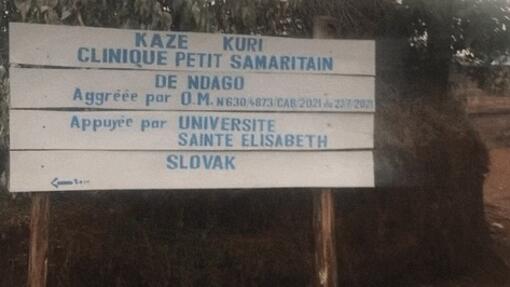 KAZE KURI
CLINIQUE PETIT SAMARITAIN
DE NDAGO
Aggréée par O.M. N°630/4873/CAB/2021 du 23/7/2021
Appuyée par UNIVERSITE
SAINTE ELISABETH
SLOVAK